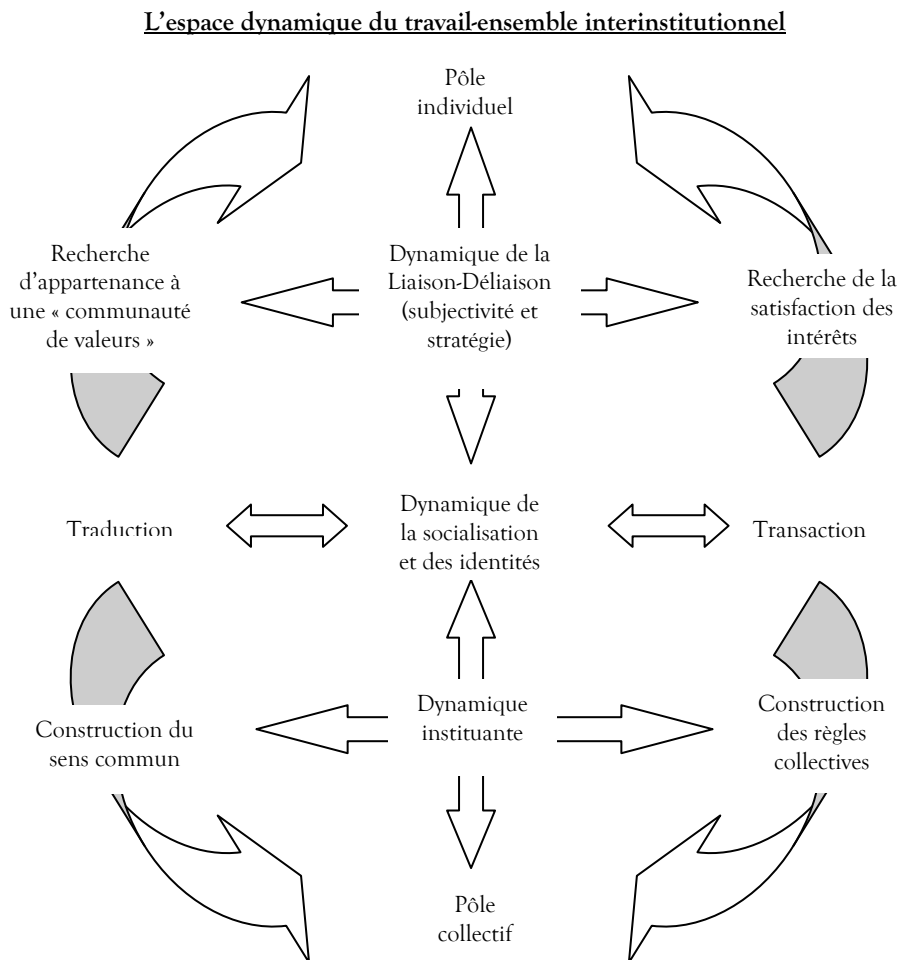 L'espace dynamique du travail-ensemble interinstitutionnel
Pôle
individuel
Recherche
d'appartenance à
une « communauté
de valeurs »
Dynamique de la
Liaison-Déliaison
(subjectivité et
stratégie)
Recherche de la
satisfaction des
intérêts
Traduction
Dynamique de
la socialisation
et des identités
Transaction
Construction du
sens commun
Dynamique
instituante
Construction
des règles
collectives
Pôle
collectif